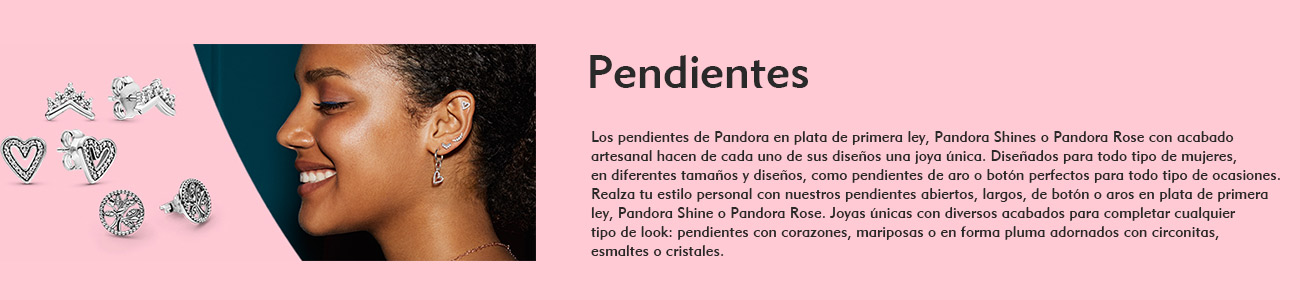 Pendientes
Los pendientes de Pandora en plata de primera ley, Pandora Shines o Pandora Rose con acabado
artesanal hacen de cada uno de sus diseños una joya única. Diseñados para todo tipo de mujeres,
en diferentes tamaños y diseños, como pendientes de aro o botón perfectos para todo tipo de ocasiones.
Realza tu estilo personal con nuestros pendientes abiertos, largos, de botón o aros en plata de primera
ley, Pandora Shine o Pandora Rose. Joyas únicas con diversos acabados para completar cualquier
tipo de look: pendientes con corazones, mariposas o en forma pluma adornados con circonitas,
esmaltes o cristales.